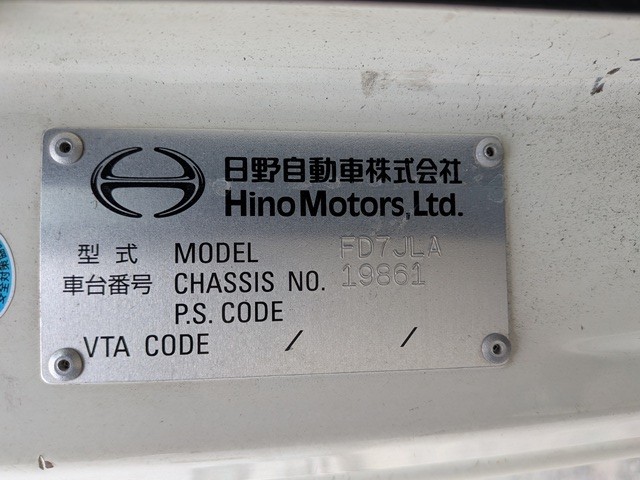 日野自動車株式会社
Hino Motors, Ltd.
型式 MODEL FD7JLA
車台番号 CHASSIS NO. 19861
P.S. CODE
VTA CODE / /